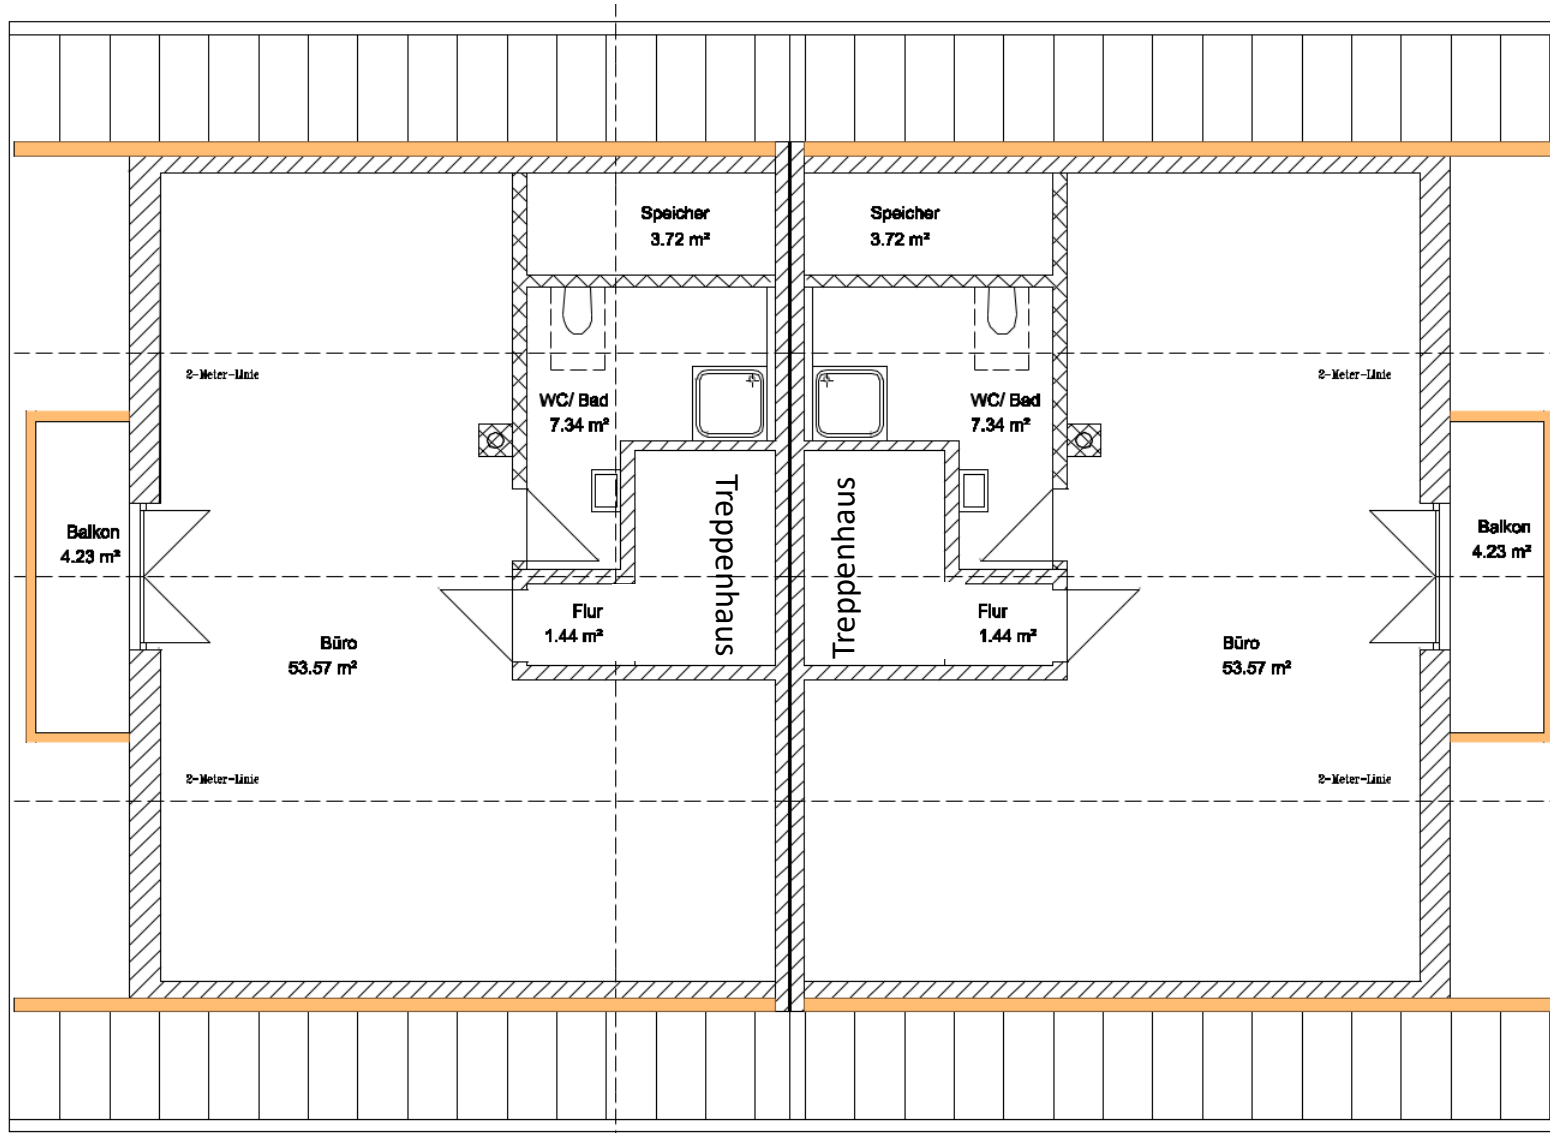 Speicher
3.72 m²
Speicher
3.72 m²
2-Meter-Linie
2-Meter-Linie
WC/ Bad
7.34 m²
WC/ Bad
7.34 m²
Treppenhaus
Treppenhaus
Balkon
4.23 m²
Balkon
4.23 m²
Flur
1.44 m²
Flur
1.44 m²
Büro
53.57 m²
Büro
53.57 m²
2-Meter-Linie
2-Meter-Linie